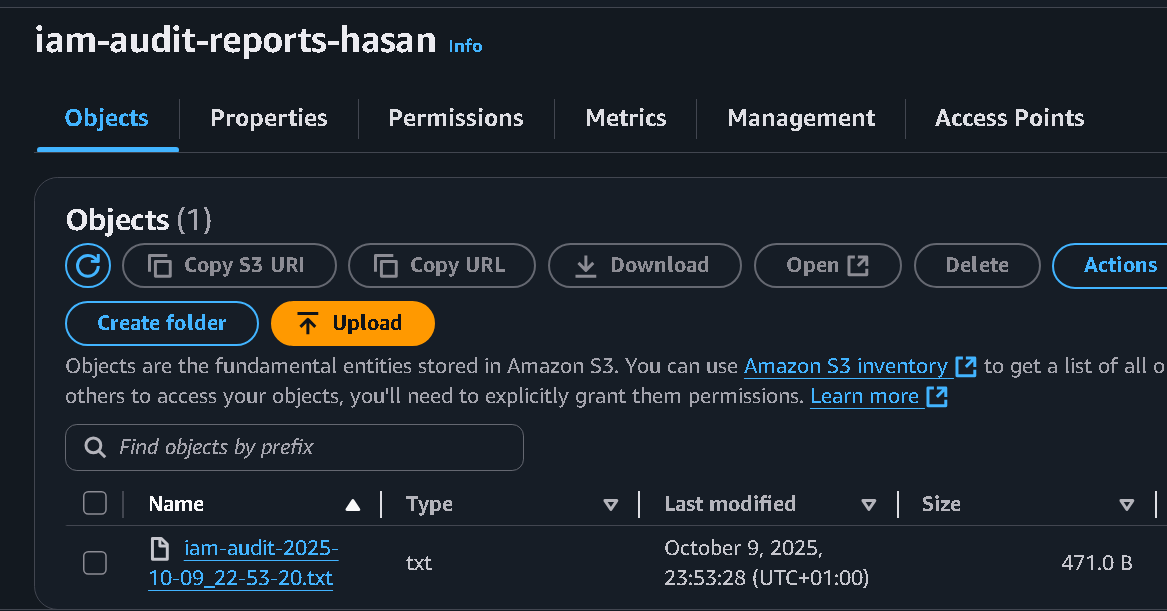 iam-audit-reports-hasan Info
Objects Properties Permissions Metrics Management Access Points
Objects (1)
Copy S3 URI Copy URL Download Open Delete Actions
Create folder Upload
Objects are the fundamental entities stored in Amazon S3. You can use Amazon S3 inventory to get a list of all o
others to access your objects, you'll need to explicitly grant them permissions. Learn more
Find objects by prefix
Name Type Last modified Size
iam-audit-2025-
10-09_22-53-20.txt
txt
October 9, 2025,
23:53:28 (UTC+01:00)
471.0 B